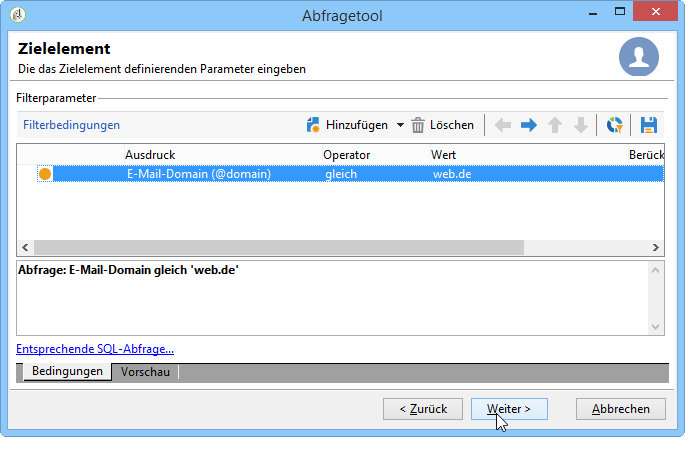 Abfragetool
Zielelement
Die das Zielelement definierenden Parameter eingeben
Filterparameter
Filterbedingungen Hinzufügen Löschen
Ausdruck Operator Wert Berück
E-Mail-Domain (@domain) gleich web.de
Abfrage: E-Mail-Domain gleich 'web.de'
Entsprechende SQL-Abfrage...
Bedingungen Vorschau
< Zurück Weiter > Abbrechen